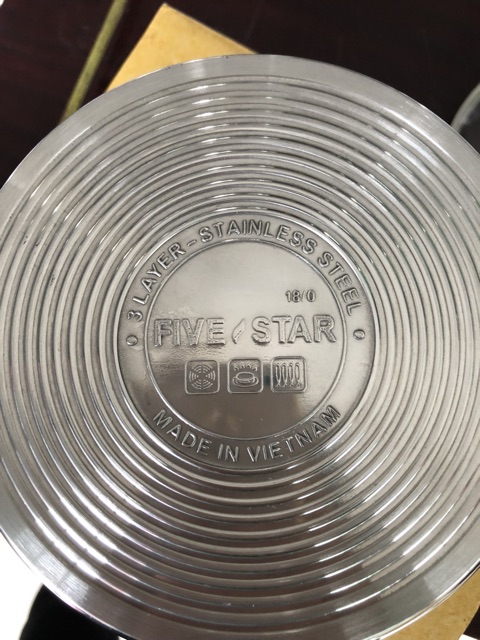 3 LAYER - STAINLESS STEEL
18/0
FIVE STAR
MADE IN VIETNAM